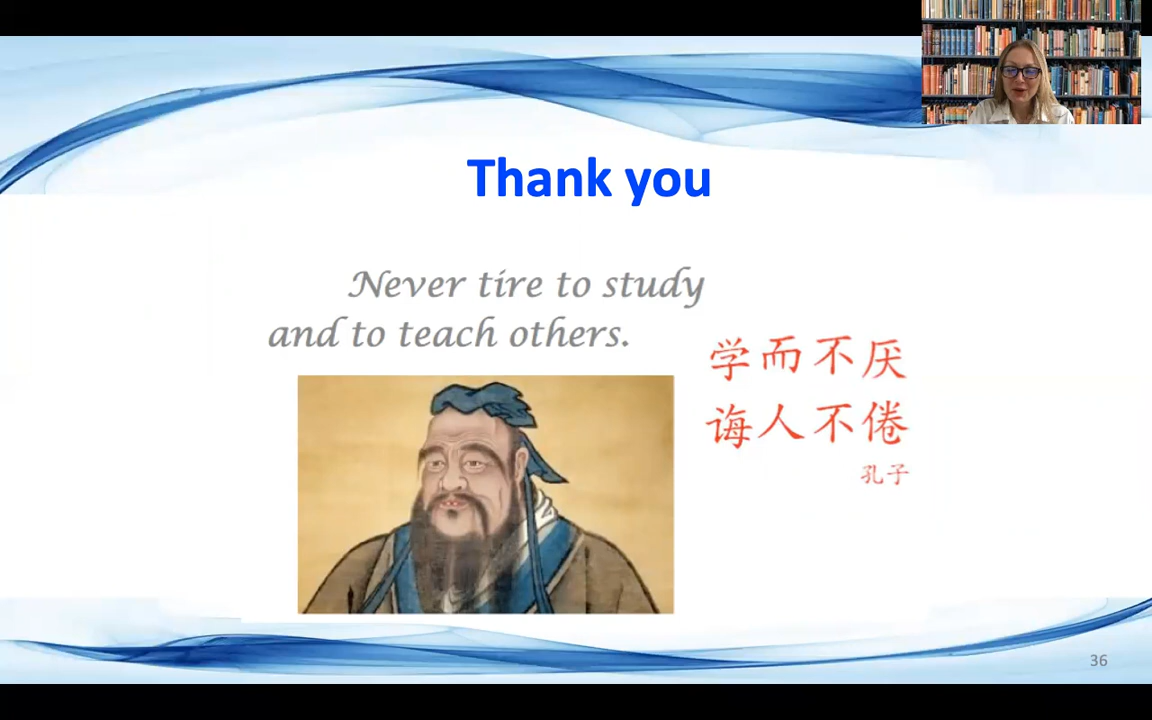 Thank you
Never tire to study
and to teach others.
学而不厌
诲人不倦
孔子
36